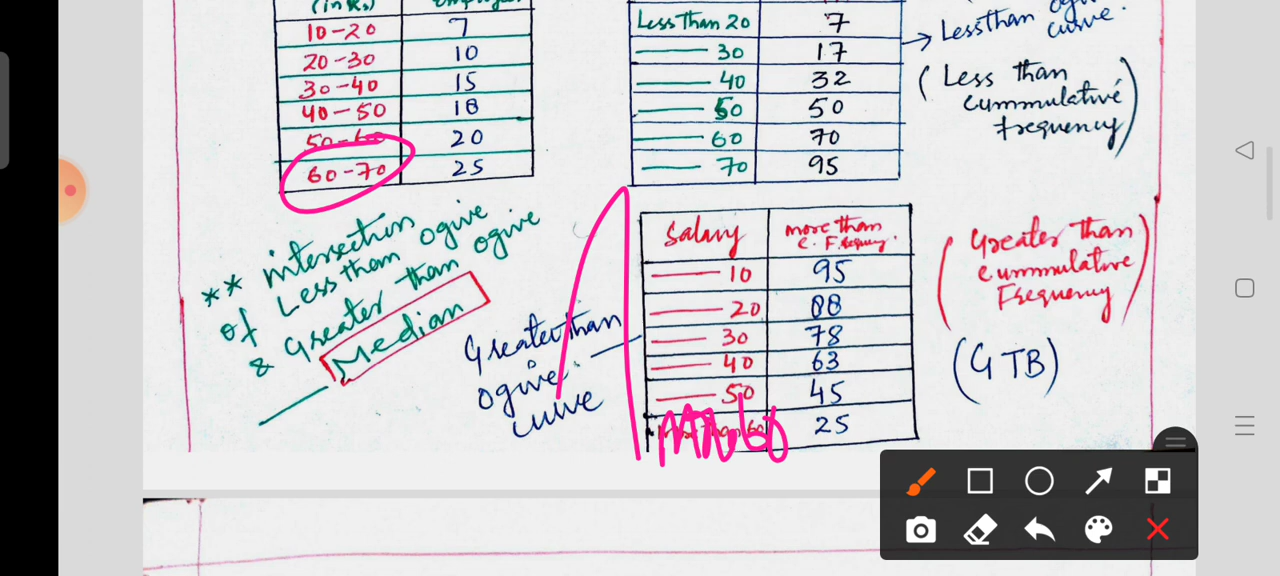 (in Rs)
10-20 7
20-30 10
30-40 15
40-50 18
50-60 20
60-70 25
Less Than 20 7
30 17
40 32
50 50
60 70
70 95
→ Lessthan ogive
curve.
(Less than
cummulative
frequency)
** intersection
of Less than ogive
& greater than ogive
Median
Greater than
ogive
curve
Salary more than
C. Frequency.
10 95
20 88
30 78
40 63
50 45
More than 60 25
(Greater than
cummulative
Frequency)
(GTB)